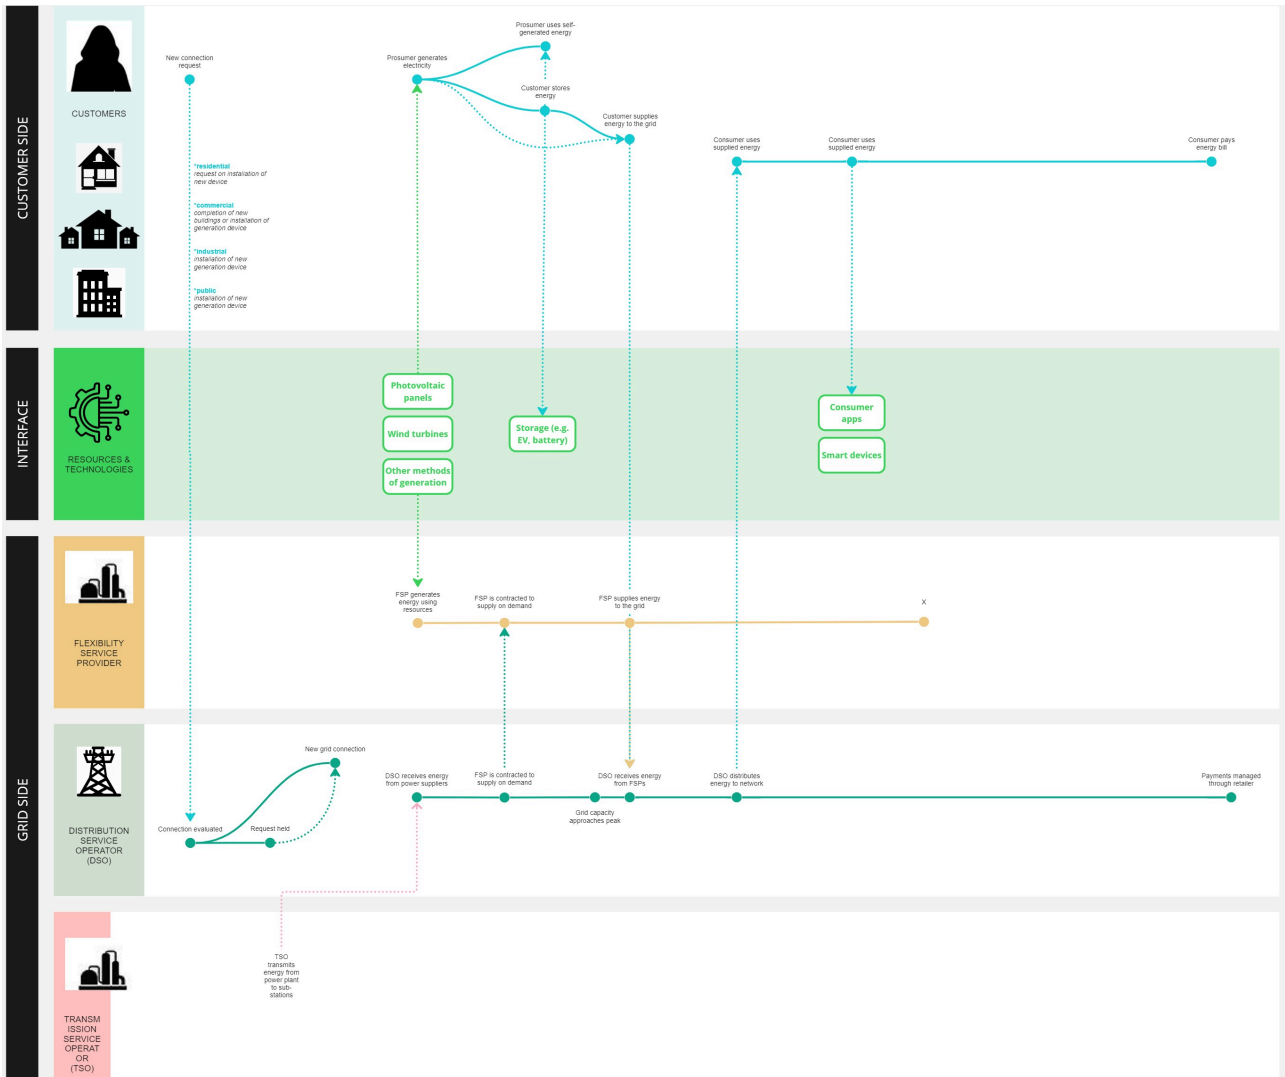 CUSTOMER SIDE
CUSTOMERS
New connection
request
*residential
request on installation of
new device
*commercial
completion of new
buildings or installation of
generation device
*industrial
installation of new
generation device
*public
installation of new
generation device
Prosumer generates
electricity
Prosumer uses self-
generated energy
Customer stores
energy
Customer supplies
energy to the grid
Consumer uses
supplied energy
Consumer uses
supplied energy
Consumer pays
energy bill
INTERFACE
RESOURCES &
TECHNOLOGIES
Photovoltaic
panels
Wind turbines
Other methods
of generation
Storage (e.g.
EV, battery)
Consumer
apps
Smart devices
GRID SIDE
FLEXIBILITY
SERVICE
PROVIDER
FSP generates
energy using
resources
FSP is contracted to
supply on demand
FSP supplies energy
to the grid
X
DISTRIBUTION
SERVICE
OPERATOR
(DSO)
Connection evaluated
Request held
New grid connection
DSO receives energy
from power suppliers
FSP is contracted to
supply on demand
Grid capacity
approaches peak
DSO receives energy
from FSPs
DSO distributes
energy to network
Payments managed
through retailer
TRANSM
ISSION
SERVICE
OPERAT
OR
(TSO)
TSO
transmits
energy from
power plant
to sub-
stations